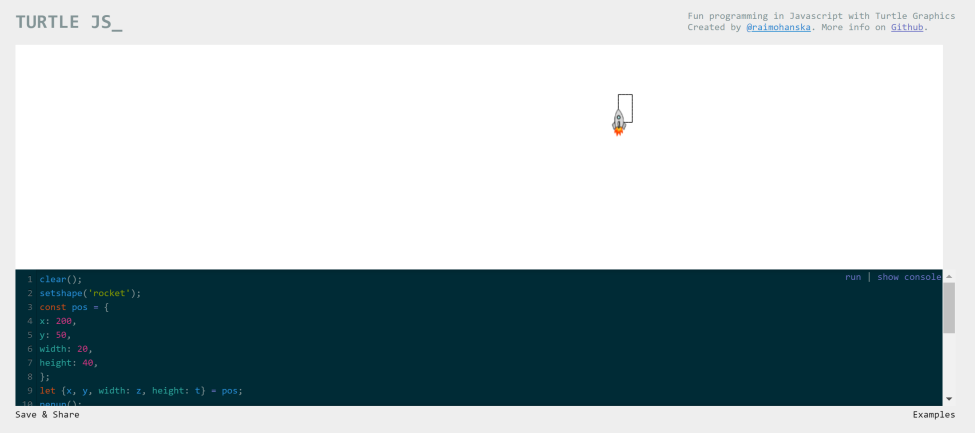 TURTLE JS_
Fun programming in Javascript with Turtle Graphics
Created by @raimohanska. More info on Github.
run | show console
1 clear();
2 setshape('rocket');
3 const pos = {
4 x: 200,
5 y: 50,
6 width: 20,
7 height: 40,
8 };
9 let {x, y, width: z, height: t} = pos;
10 penup();
Save & Share
Examples